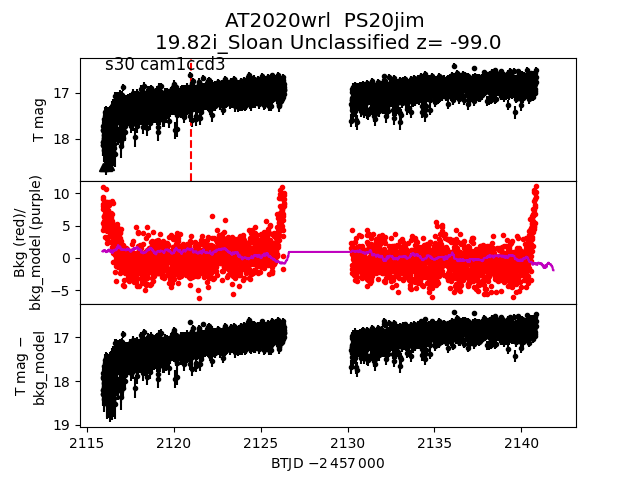 AT2020wrl  PS20jim
19.82i_Sloan Unclassified z= -99.0
s30 cam1ccd3
T mag
17
18
Bkg (red)/
bkg_model (purple)
10
5
0
−5
T mag −
bkg_model
17
18
19
2115
2120
2125
2130
2135
2140
BTJD −2 457 000